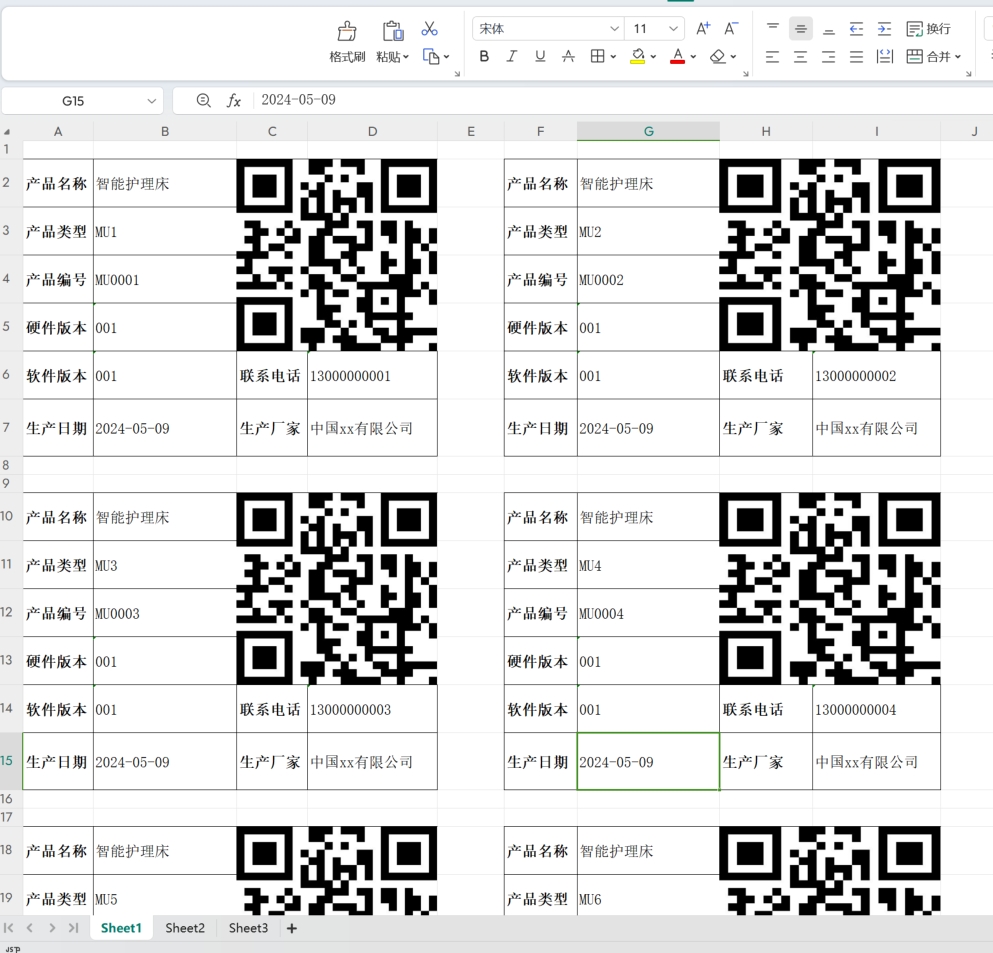 宋体 11 A+ A- 换行
格式刷 粘贴 B I U A A 合并
G15 fx 2024-05-09
A B C D E F G H I J
1
2 产品名称 智能护理床 产品名称 智能护理床
3 产品类型 MU1 产品类型 MU2
4 产品编号 MU0001 产品编号 MU0002
5 硬件版本 001 硬件版本 001
6 软件版本 001 联系电话 13000000001 软件版本 001 联系电话 13000000002
7 生产日期 2024-05-09 生产厂家 中国xx有限公司 生产日期 2024-05-09 生产厂家 中国xx有限公司
8
9
10 产品名称 智能护理床 产品名称 智能护理床
11 产品类型 MU3 产品类型 MU4
12 产品编号 MU0003 产品编号 MU0004
13 硬件版本 001 硬件版本 001
14 软件版本 001 联系电话 13000000003 软件版本 001 联系电话 13000000004
15 生产日期 2024-05-09 生产厂家 中国xx有限公司 生产日期 2024-05-09 生产厂家 中国xx有限公司
16
17
18 产品名称 智能护理床 产品名称 智能护理床
19 产品类型 MU5 产品类型 MU6
Sheet1 Sheet2 Sheet3 +